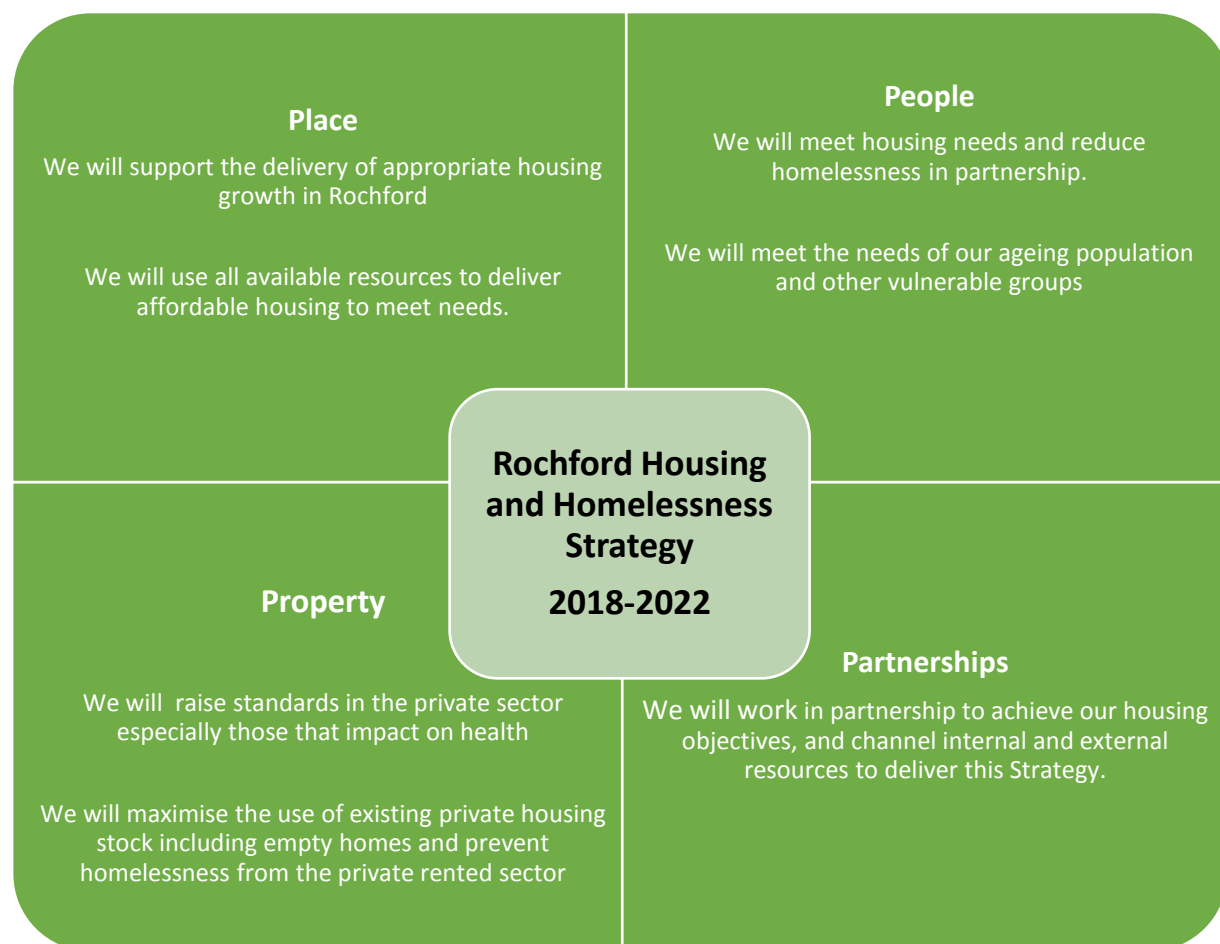 Place
We will support the delivery of appropriate housing
growth in Rochford
We will use all available resources to deliver
affordable housing to meet needs.
People
We will meet housing needs and reduce
homelessness in partnership.
We will meet the needs of our ageing population
and other vulnerable groups
Rochford Housing
and Homelessness
Strategy
2018-2022
Property
We will  raise standards in the private sector
especially those that impact on health
We will maximise the use of existing private housing
stock including empty homes and prevent
homelessness from the private rented sector
Partnerships
We will work in partnership to achieve our housing
objectives, and channel internal and external
resources to deliver this Strategy.